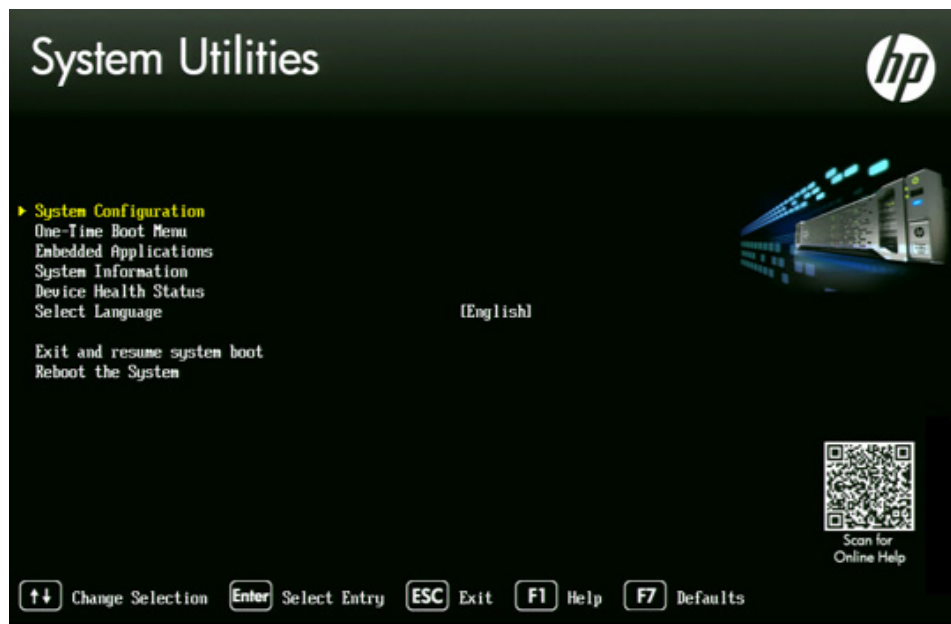 System Utilities
hp
System Configuration
One-Time Boot Menu
Embedded Applications
System Information
Device Health Status
Select Language [English]
Exit and resume system boot
Reboot the System
Scan for
Online Help
↑↓ Change Selection Enter Select Entry ESC Exit F1 Help F7 Defaults